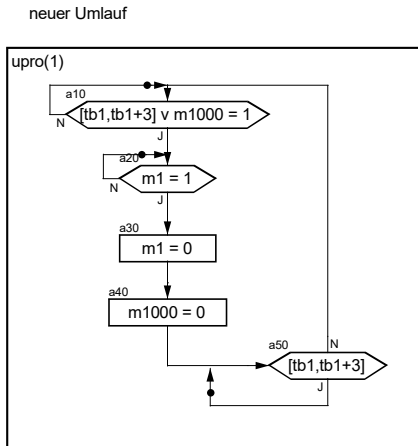 neuer Umlauf
upro(1)
a10
[tb1,tb1+3] v m1000 = 1
N
J
a20
m1 = 1
N
J
a30
m1 = 0
a40
m1000 = 0
a50
N
[tb1,tb1+3]
J